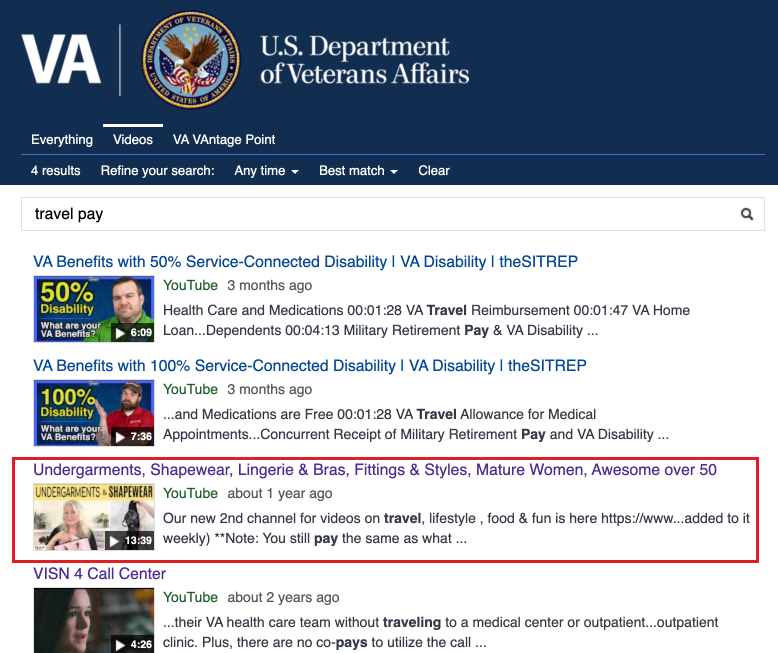 VA
DEPARTMENT OF VETERANS AFFAIRS
UNITED STATES OF AMERICA
U.S. Department
of Veterans Affairs
Everything Videos VA VAntage Point
4 results Refine your search: Any time Best match Clear
travel pay
VA Benefits with 50% Service-Connected Disability | VA Disability | theSITREP
50%
Disability
What are your
VA Benefits?
6:09
YouTube 3 months ago
Health Care and Medications 00:01:28 VA Travel Reimbursement 00:01:47 VA Home
Loan...Dependents 00:04:13 Military Retirement Pay & VA Disability ...
VA Benefits with 100% Service-Connected Disability | VA Disability | theSITREP
100%
Disability
What are your
VA Benefits?
7:36
YouTube 3 months ago
...and Medications are Free 00:01:28 VA Travel Allowance for Medical
Appointments...Concurrent Receipt of Military Retirement Pay and VA Disability ...
Undergarments, Shapewear, Lingerie & Bras, Fittings & Styles, Mature Women, Awesome over 50
UNDERGARMENTS & SHAPEWEAR
13:39
YouTube about 1 year ago
Our new 2nd channel for videos on travel, lifestyle , food & fun is here https://www...added to it
weekly) **Note: You still pay the same as what ...
VISN 4 Call Center
4:26
YouTube about 2 years ago
...their VA health care team without traveling to a medical center or outpatient...outpatient
clinic. Plus, there are no co-pays to utilize the call ...